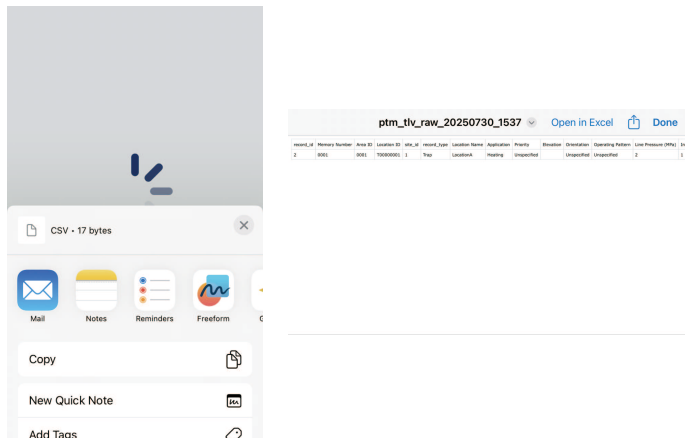 CSV • 17 bytes
Mail
Notes
Reminders
Freeform
G
Copy
New Quick Note
Add Tags
ptm_tlv_raw_20250730_1537
Open in Excel
Done
record_id Memory Number Area ID Location ID site_id record_type Location Name Application Priority Elevation Orientation Operating Pattern Line Pressure (MPa) In
2 0001 0001 T00000001 1 Trap LocationA Heating Unspecified Unspecified Unspecified 2 1